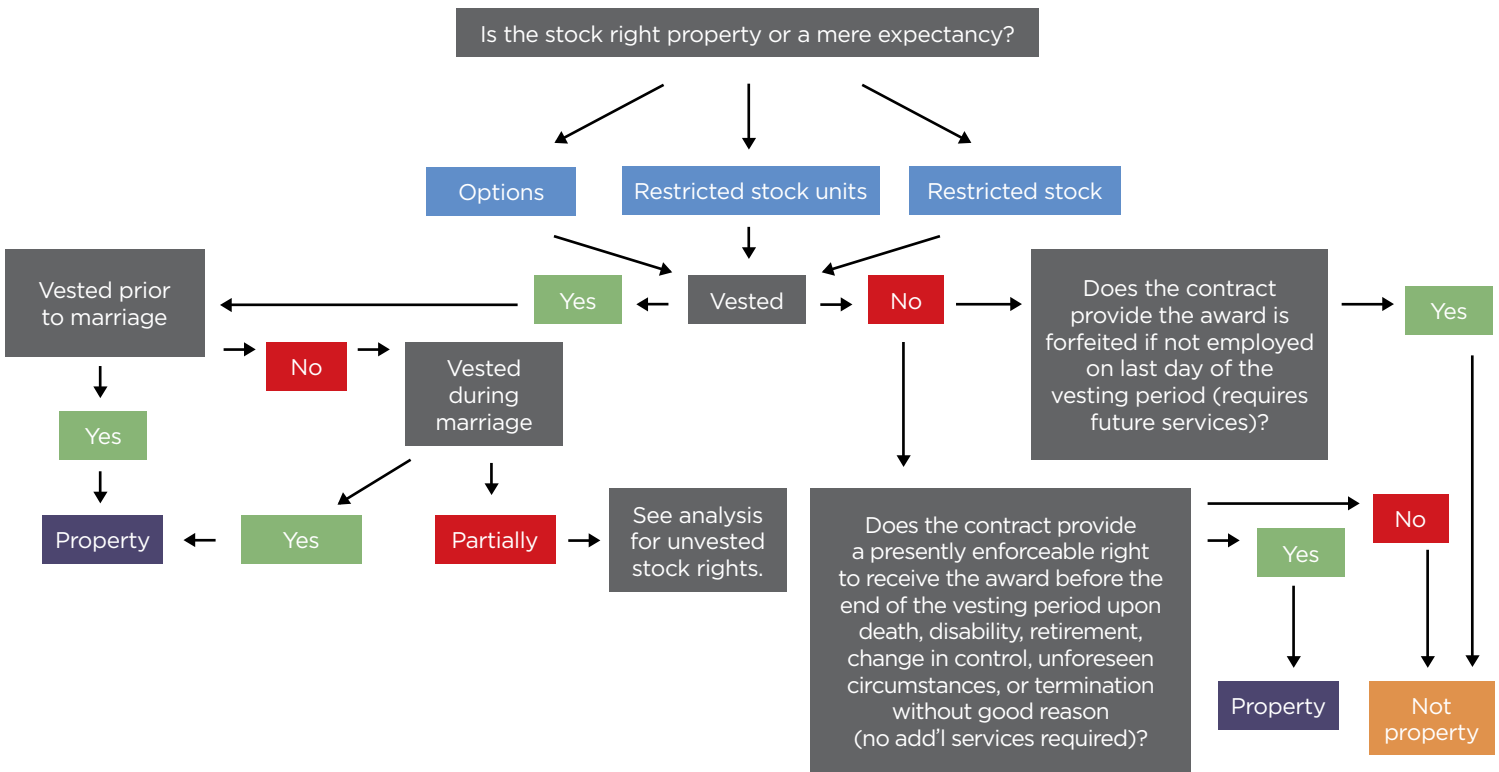 Is the stock right property or a mere expectancy?
Options
Restricted stock units
Restricted stock
Vested prior
to marriage
Yes
Vested
No
Does the contract
provide the award is
forfeited if not employed
on last day of the
vesting period (requires
future services)?
Yes
No
Vested
during
marriage
Yes
Property
Yes
Partially
See analysis
for unvested
stock rights.
Does the contract provide
a presently enforceable right
to receive the award before the
end of the vesting period upon
death, disability, retirement,
change in control, unforeseen
circumstances, or termination
without good reason
(no add'l services required)?
Yes
No
Property
Not
property